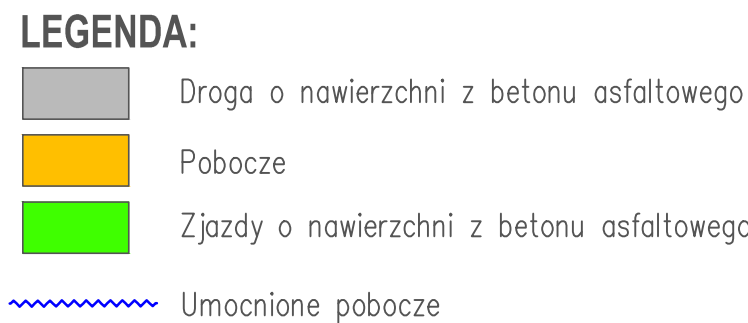 LEGENDA:
Droga o nawierzchni z betonu asfaltowego
Pobocze
Zjazdy o nawierzchni z betonu asfaltowego
Umocnione pobocze